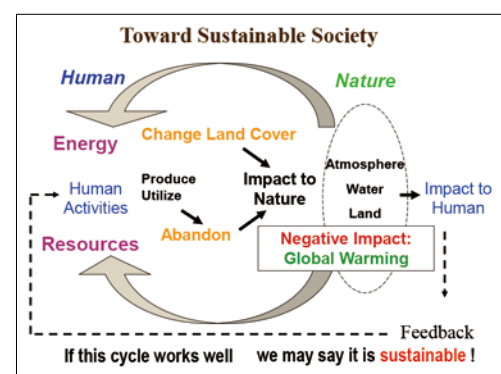 Toward Sustainable Society
Human
Nature
Energy
Change Land Cover
Atmosphere
Water
Land
Human
Activities
Produce
Utilize
Impact to
Nature
Impact to
Human
Abandon
Resources
Negative Impact:
Global Warming
Feedback
If this cycle works well we may say it is sustainable !